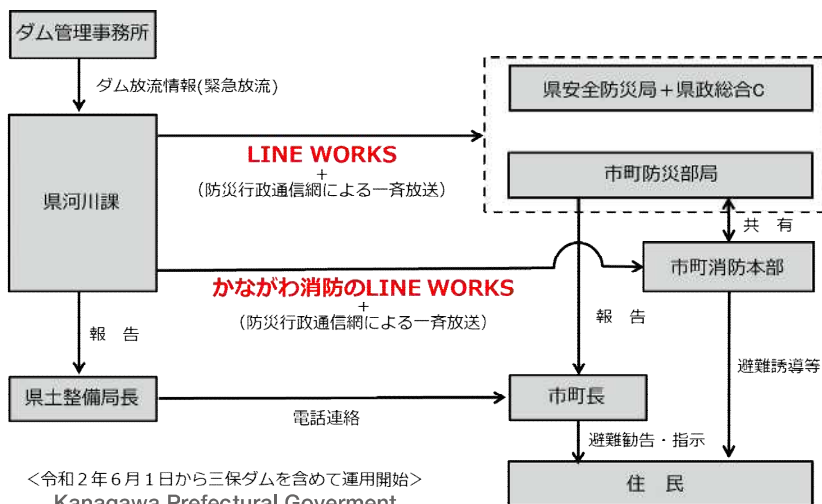 ダム管理事務所
ダム放流情報(緊急放流)
県安全防災局＋県政総合C
県河川課
LINE WORKS
＋
（防災行政通信網による一斉放送）
市町防災部局
共　有
市町消防本部
かながわ消防のLINE WORKS
＋
（防災行政通信網による一斉放送）
報　告
報　告
避難誘導等
県土整備局長
電話連絡
市町長
避難勧告・指示
＜令和２年６月１日から三保ダムを含めて運用開始＞
Kanagawa Prefectural Goverment
住　民